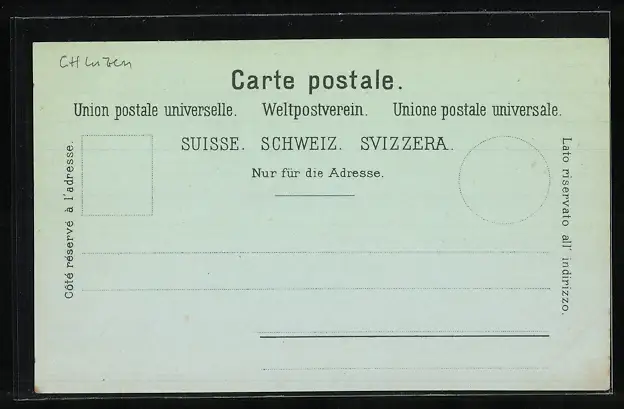 CH Luzern
Carte postale.
Union postale universelle. Weltpostverein. Unione postale universale.
SUISSE. SCHWEIZ. SVIZZERA.
Nur für die Adresse.
Côté réservé à l'adresse.
Lato riservato all' indirizzo.